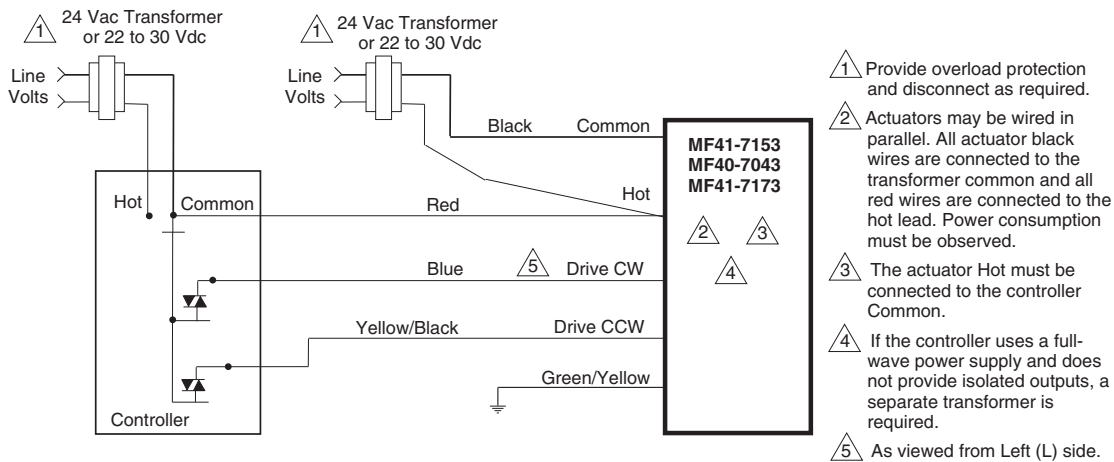 1
24 Vac Transformer
or 22 to 30 Vdc
Line
Volts
1
24 Vac Transformer
or 22 to 30 Vdc
Line
Volts
Black
Common
Hot
Common
Red
Hot
Blue
5
Drive CW
Yellow/Black
Drive CCW
Green/Yellow
Controller
MF41-7153
MF40-7043
MF41-7173
2
3
4
1 Provide overload protection
and disconnect as required.
2 Actuators may be wired in
parallel. All actuator black
wires are connected to the
transformer common and all
red wires are connected to the
hot lead. Power consumption
must be observed.
3 The actuator Hot must be
connected to the controller
Common.
4 If the controller uses a full-
wave power supply and does
not provide isolated outputs, a
separate transformer is
required.
5 As viewed from Left (L) side.